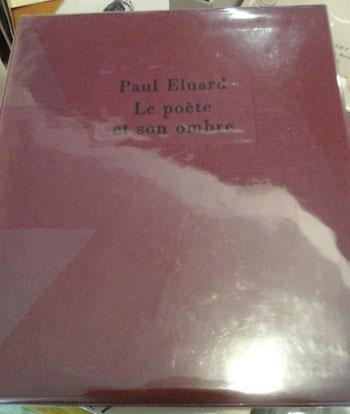 Paul Eluard
Le poète
et son ombre